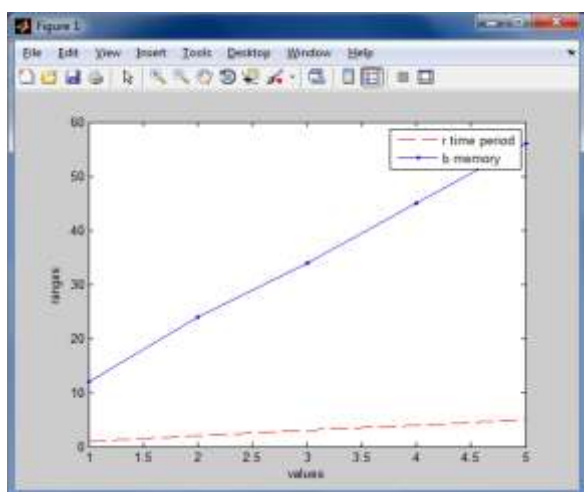 Figure 1
File Edit View Insert Tools Desktop Window Help
60
r time period
b memory
50
40
ranges
30
20
10
0
1 1.5 2 2.5 3 3.5 4 4.5 5
values